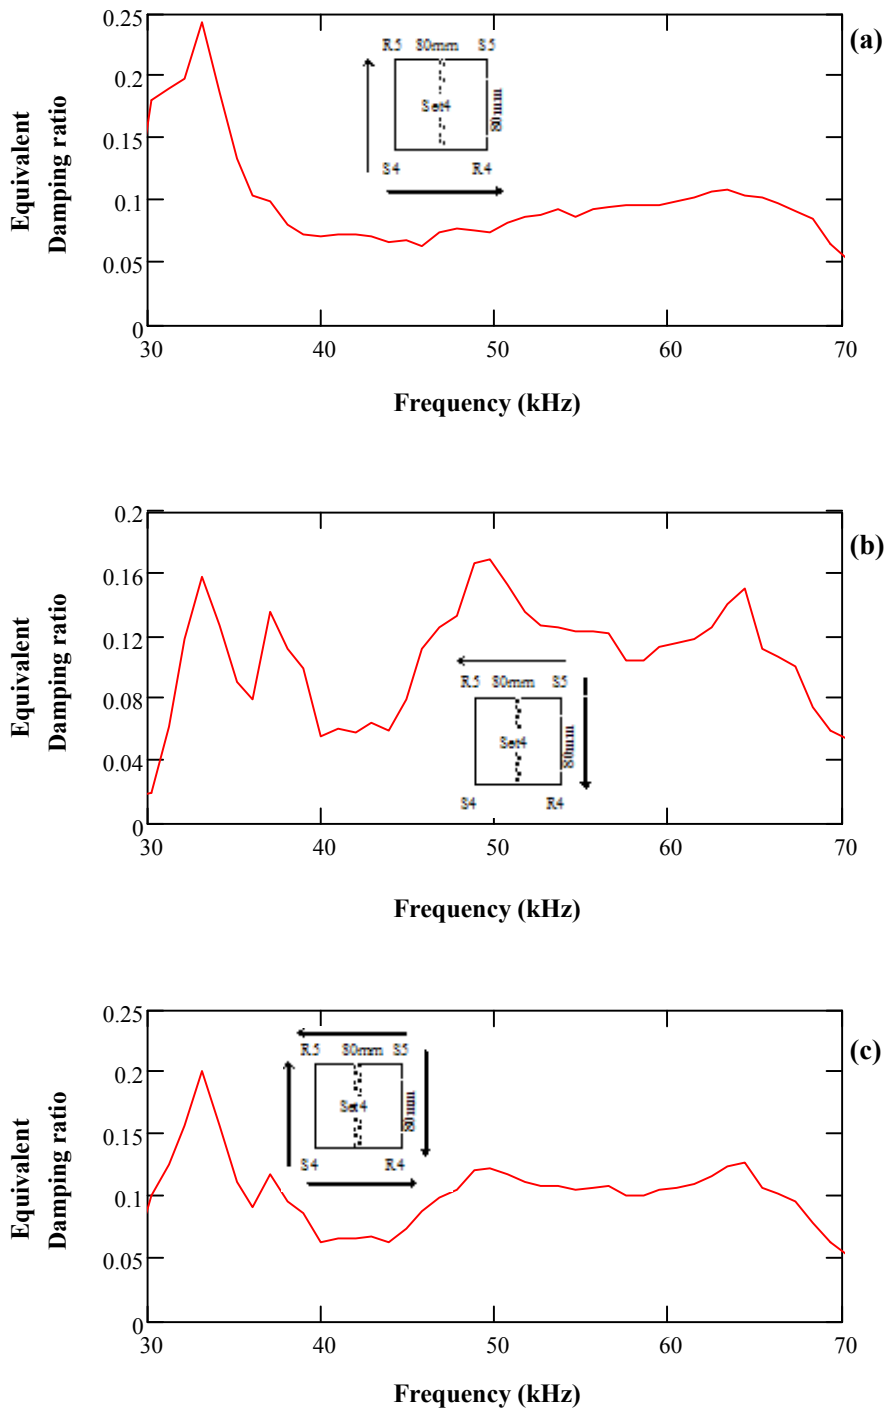 0.25
(a)
R5 80mm S5
0.2
Set4
80mm
0.15
S4 R4
0.1
0.05
0
30 40 50 60 70
Equivalent
Damping ratio
Frequency (kHz)
0.2
(b)
0.16
0.12
R5 80mm S5
0.08
Set4
80mm
0.04
S4 R4
0
30 40 50 60 70
Equivalent
Damping ratio
Frequency (kHz)
0.25
(c)
R5 80mm S5
0.2
Set4
80mm
0.15
S4 R4
0.1
0.05
0
30 40 50 60 70
Equivalent
Damping ratio
Frequency (kHz)